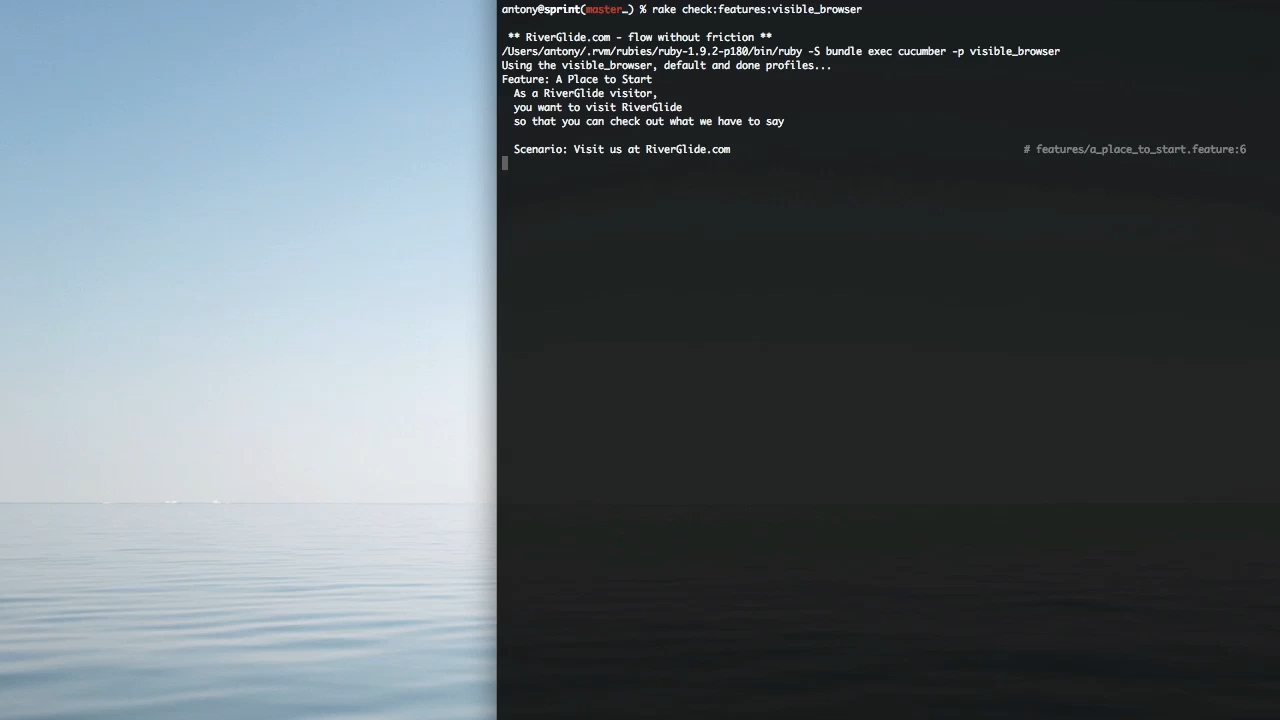 antony@sprint(master…) % rake check:features:visible_browser
** RiverGlide.com - flow without friction **
/Users/antony/.rvm/rubies/ruby-1.9.2-p180/bin/ruby -S bundle exec cucumber -p visible_browser
Using the visible_browser, default and done profiles...
Feature: A Place to Start
As a RiverGlide visitor,
you want to visit RiverGlide
so that you can check out what we have to say
Scenario: Visit us at RiverGlide.com # features/a_place_to_start.feature:6